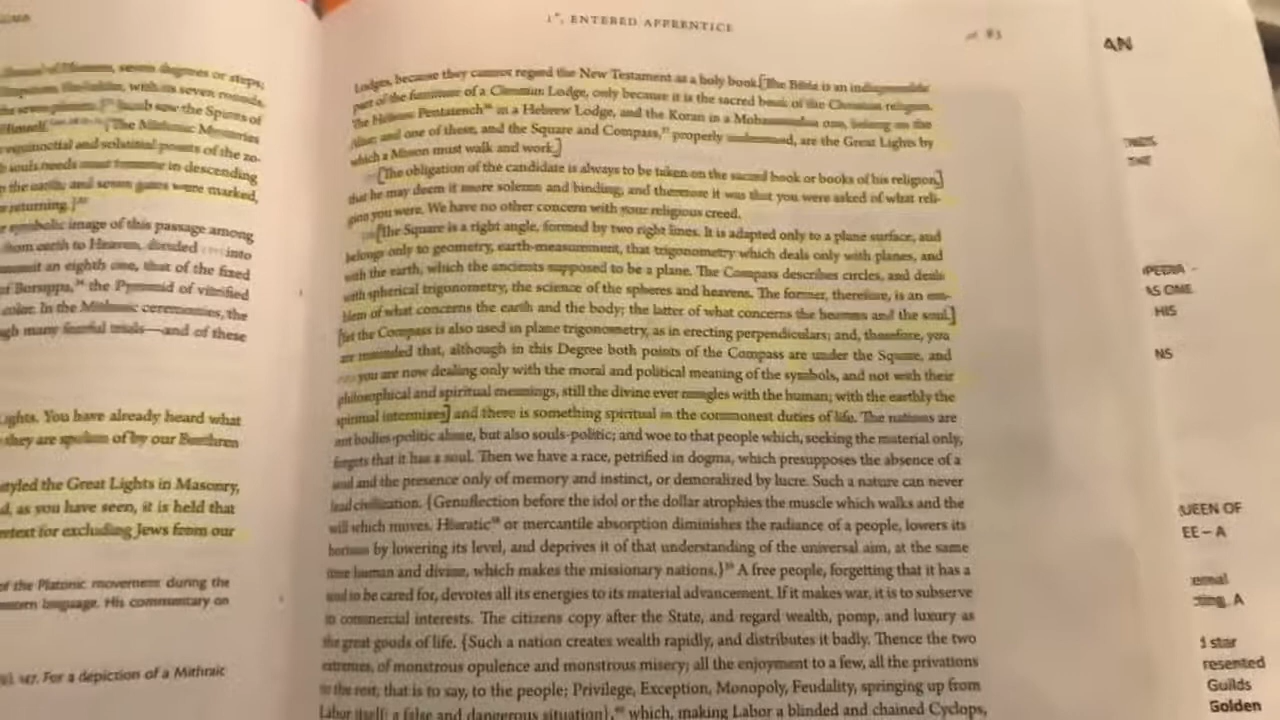 seven degrees or steps;
with its seven rounds
saw the Spirits of
Himself. [The Mithriac Mysteries
equinoctial and solstitial points of the zo-
souls needs must traverse in descending
the earth; and seven gates were marked,
returning.]
symbolic image of this passage among
from earth to Heaven, divided into
summit an eighth one, that of the fixed
of Borsippa, the Pyramid of vitrified
color. In the Mithriac ceremonies, the
many fearful trials—and of these
Lights. You have already heard what
they are spoken of by our Brethren
styled the Great Lights in Masonry,
as you have seen, it is held that
pretext for excluding Jews from our
of the Platonic movement during the
language. His commentary on
For a depiction of a Mithraic
1°, ENTERED APPRENTICE
93
Lodges, because they cannot regard the New Testament as a holy book. [The Bible is an indispensable
part of the furniture of a Christian Lodge, only because it is the sacred book of the Christian religion.
The Hebrew Pentateuch in a Hebrew Lodge, and the Koran in a Mohammedan one, belong on the
Altar; and one of these, and the Square and Compass, properly understood, are the Great Lights by
which a Mason must walk and work.]
[The obligation of the candidate is always to be taken on the sacred book or books of his religion,]
that he may deem it more solemn and binding; and therefore it was that you were asked of what reli-
gion you were. We have no other concern with your religious creed.
[The Square is a right angle, formed by two right lines. It is adapted only to a plane surface, and
belongs only to geometry, earth-measurement, that trigonometry which deals only with planes, and
with the earth, which the ancients supposed to be a plane. The Compass describes circles, and deals
with spherical trigonometry, the science of the spheres and heavens. The former, therefore, is an em-
blem of what concerns the earth and the body; the latter of what concerns the heavens and the soul.]
[Yet the Compass is also used in plane trigonometry, as in erecting perpendiculars; and, therefore, you
are reminded that, although in this Degree both points of the Compass are under the Square, and
you are now dealing only with the moral and political meaning of the symbols, and not with their
philosophical and spiritual meanings, still the divine ever mingles with the human; with the earthly the
spiritual intermixes;] and there is something spiritual in the commonest duties of life. The nations are
not bodies-politic alone, but also souls-politic; and woe to that people which, seeking the material only,
forgets that it has a soul. Then we have a race, petrified in dogma, which presupposes the absence of a
soul and the presence only of memory and instinct, or demoralized by lucre. Such a nature can never
lead civilization. {Genuflection before the idol or the dollar atrophies the muscle which walks and the
will which moves. Hieratic or mercantile absorption diminishes the radiance of a people, lowers its
horizon by lowering its level, and deprives it of that understanding of the universal aim, at the same
time human and divine, which makes the missionary nations.} A free people, forgetting that it has a
soul to be cared for, devotes all its energies to its material advancement. If it makes war, it is to subserve
its commercial interests. The citizens copy after the State, and regard wealth, pomp, and luxury as
the great goods of life. {Such a nation creates wealth rapidly, and distributes it badly. Thence the two
extremes, of monstrous opulence and monstrous misery; all the enjoyment to a few, all the privations
to the rest, that is to say, to the people; Privilege, Exception, Monopoly, Feudality, springing up from
Labor itself: a false and dangerous situation}, which, making Labor a blinded and chained Cyclops,
AN
THE
PEDIA -
AS ONE
HIS
NS
QUEEN OF
EE – A
A
star
resented
Guilds
Golden